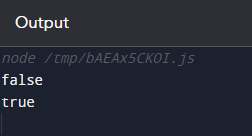 Output
node /tmp/bAEAx5CKOI.js
false
true